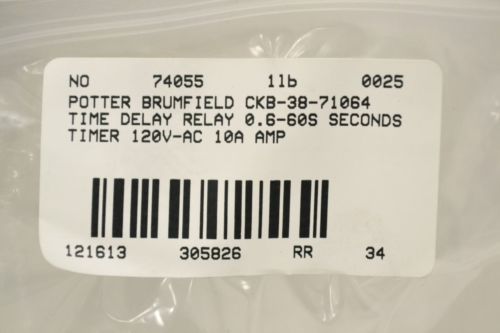 NO 74055 1lb 0025
POTTER BRUMFIELD CKB-38-71064
TIME DELAY RELAY 0.6-60S SECONDS
TIMER 120V-AC 10A AMP
121613 305826 RR 34